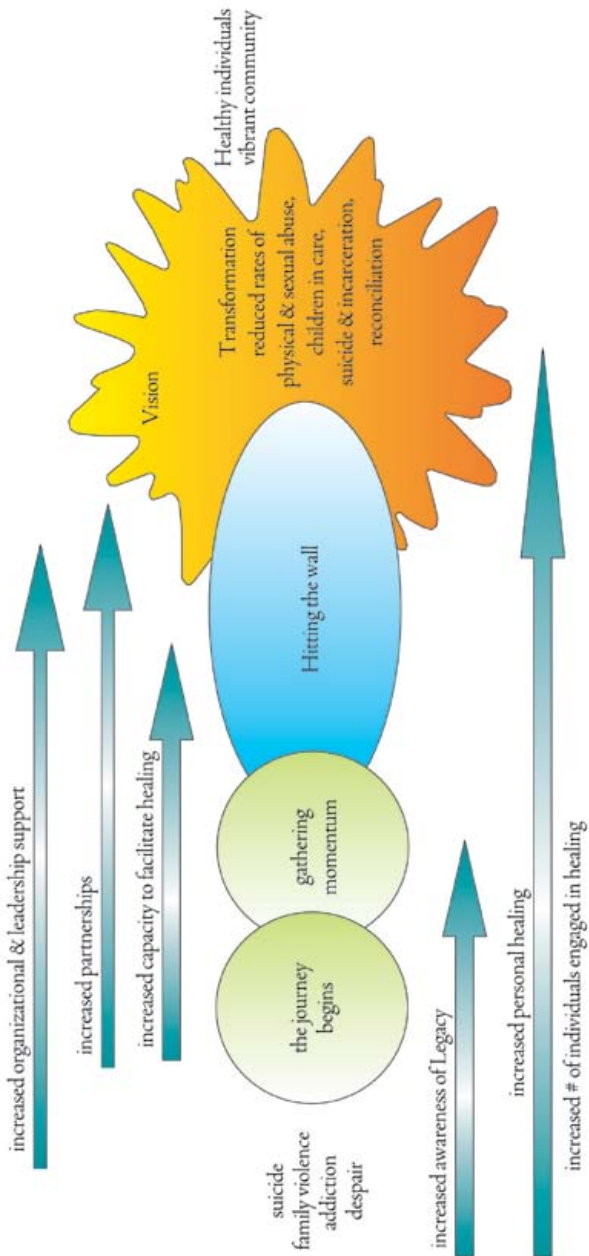 increased organizational & leadership support
increased partnerships
increased capacity to facilitate healing
suicide
family violence
addiction
despair
the journey
begins
gathering
momentum
Hitting the wall
Vision
Transformation
reduced rates of
physical & sexual abuse,
children in care,
suicide & incarceration,
reconciliation
Healthy individuals
vibrant community
increased awareness of Legacy
increased personal healing
increased # of individuals engaged in healing